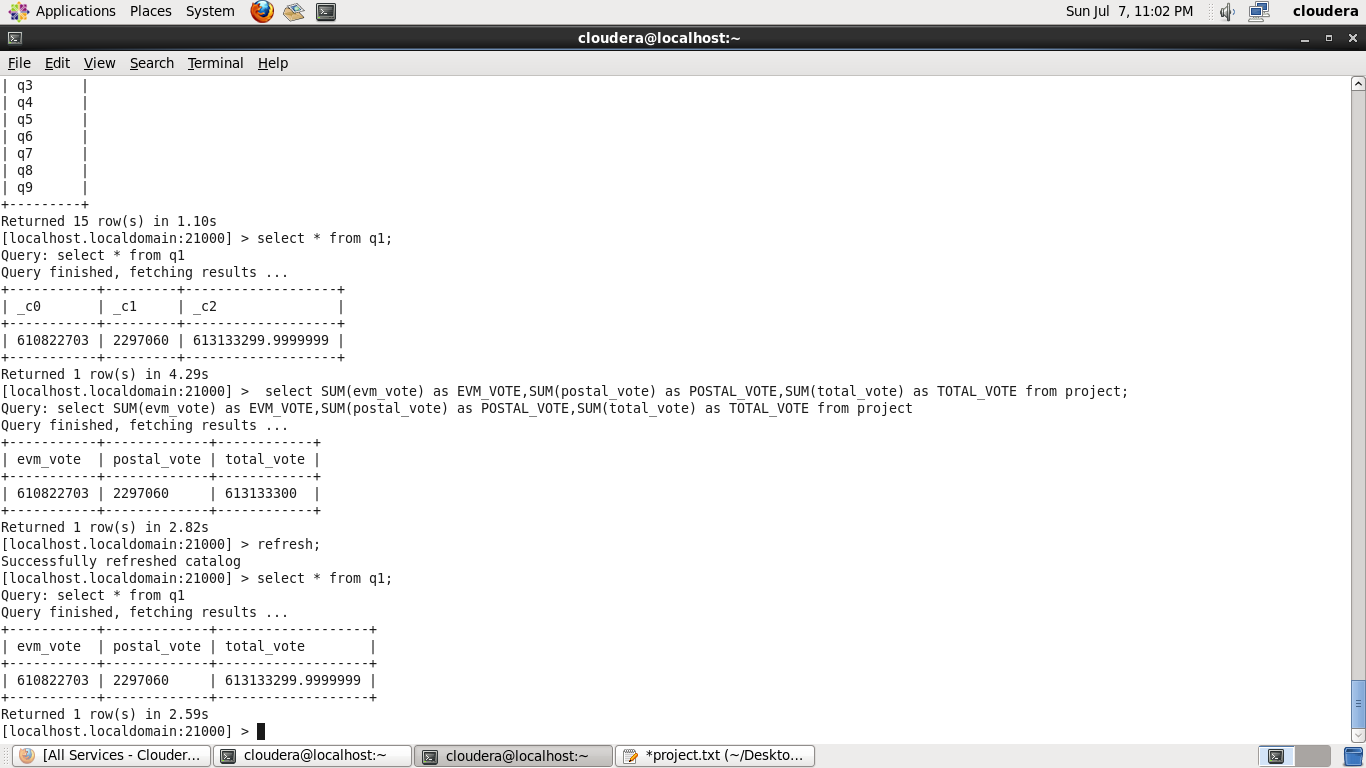 Applications Places System Sun Jul 7, 11:02 PM cloudera
cloudera@localhost:~
File Edit View Search Terminal Help
| q3      |
| q4      |
| q5      |
| q6      |
| q7      |
| q8      |
| q9      |
+---------+
Returned 15 row(s) in 1.10s
[localhost.localdomain:21000] > select * from q1;
Query: select * from q1
Query finished, fetching results ...
+-----------+---------+-------------------+
| _c0       | _c1     | _c2               |
+-----------+---------+-------------------+
| 610822703 | 2297060 | 613133299.9999999 |
+-----------+---------+-------------------+
Returned 1 row(s) in 4.29s
[localhost.localdomain:21000] >  select SUM(evm_vote) as EVM_VOTE,SUM(postal_vote) as POSTAL_VOTE,SUM(total_vote) as TOTAL_VOTE from project;
Query: select SUM(evm_vote) as EVM_VOTE,SUM(postal_vote) as POSTAL_VOTE,SUM(total_vote) as TOTAL_VOTE from project
Query finished, fetching results ...
+-----------+-------------+------------+
| evm_vote  | postal_vote | total_vote |
+-----------+-------------+------------+
| 610822703 | 2297060     | 613133300  |
+-----------+-------------+------------+
Returned 1 row(s) in 2.82s
[localhost.localdomain:21000] > refresh;
Successfully refreshed catalog
[localhost.localdomain:21000] > select * from q1;
Query: select * from q1
Query finished, fetching results ...
+-----------+-------------+-------------------+
| evm_vote  | postal_vote | total_vote        |
+-----------+-------------+-------------------+
| 610822703 | 2297060     | 613133299.9999999 |
+-----------+-------------+-------------------+
Returned 1 row(s) in 2.59s
[localhost.localdomain:21000] >
[All Services - Clouder... cloudera@localhost:~ cloudera@localhost:~ *project.txt (~/Deskto...